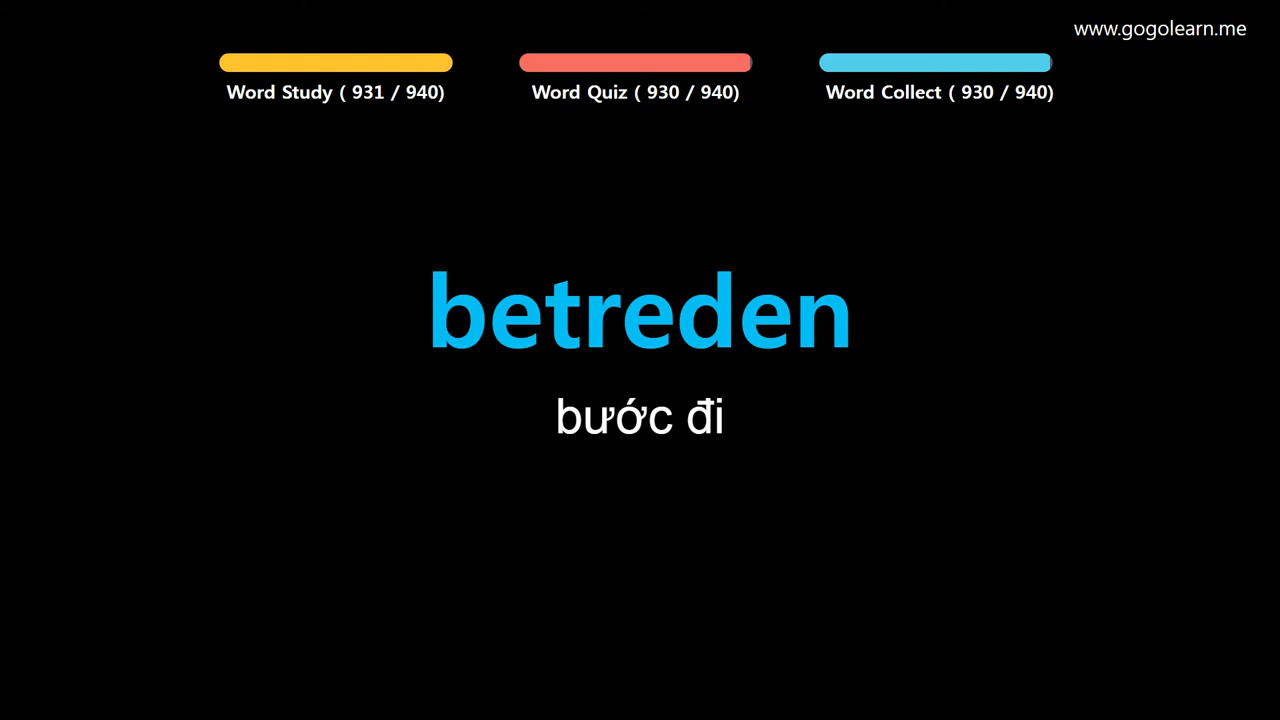 www.gogolearn.me
Word Study ( 931 / 940)
Word Quiz ( 930 / 940)
Word Collect ( 930 / 940)
betreden
bước đi